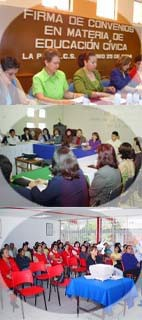 FIRMA DE CONVENIOS
EN MATERIA DE
EDUCACIÓN CÍVICA